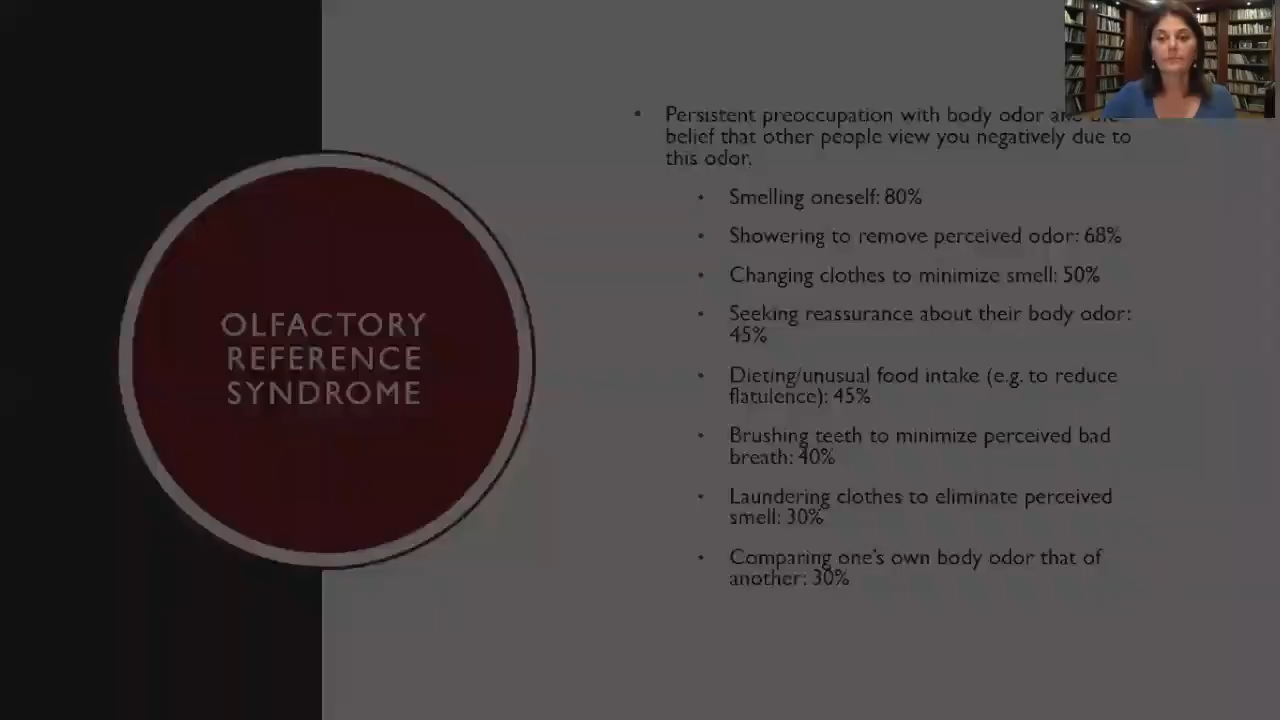 OLFACTORY
REFERENCE
SYNDROME
• Persistent preoccupation with body odor
belief that other people view you negatively due to
this odor.
• Smelling oneself: 80%
• Showering to remove perceived odor: 68%
• Changing clothes to minimize smell: 50%
• Seeking reassurance about their body odor:
45%
• Dieting/unusual food intake (e.g. to reduce
flatulence): 45%
• Brushing teeth to minimize perceived bad
breath: 40%
• Laundering clothes to eliminate perceived
smell: 30%
• Comparing one's own body odor that of
another: 30%